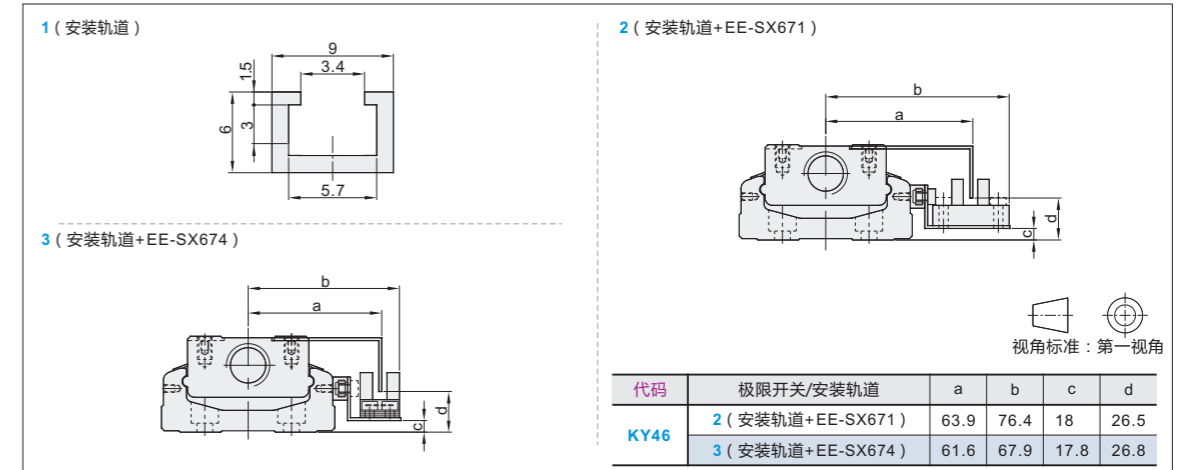 1 ( 安装轨道 )
9
3.4
1.5
6
3
5.7
2 ( 安装轨道+EE-SX671 )
b
a
c
d
3 ( 安装轨道+EE-SX674 )
b
a
c
d
视角标准 : 第一视角
代码 极限开关/安装轨道 a b c d
KY46
2 ( 安装轨道+EE-SX671 ) 63.9 76.4 18 26.5
3 ( 安装轨道+EE-SX674 ) 61.6 67.9 17.8 26.8